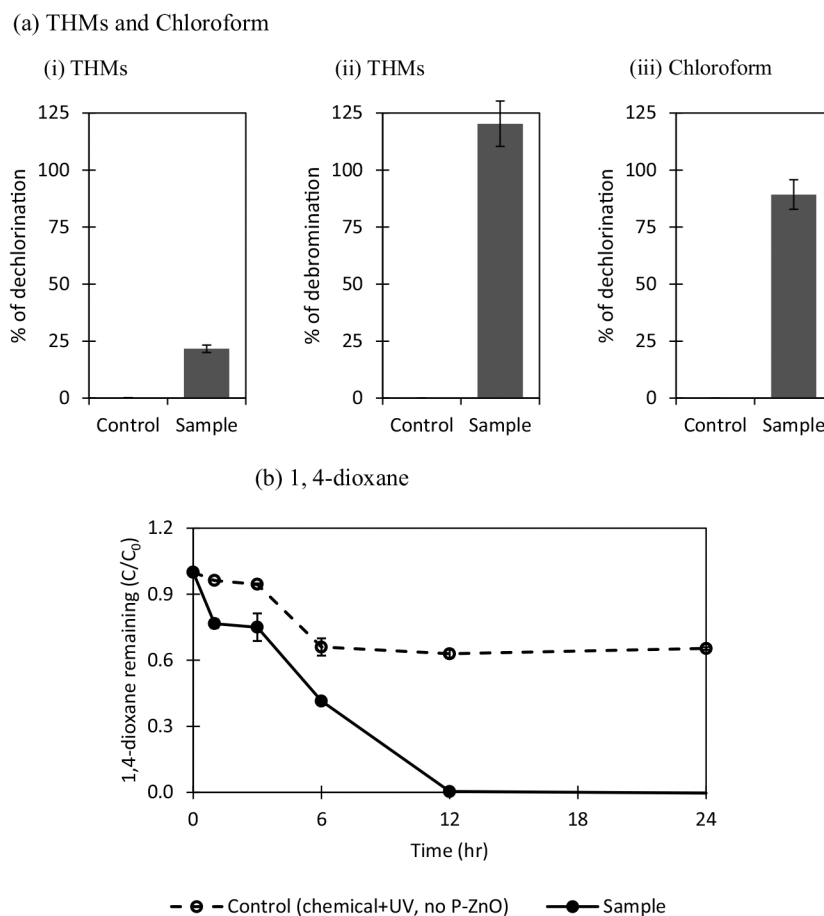 (a) THMs and Chloroform
(i) THMs
(ii) THMs
(iii) Chloroform
% of dechlorination
125
100
75
50
25
0
Control Sample
% of debromination
125
100
75
50
25
0
Control Sample
% of dechlorination
125
100
75
50
25
0
Control Sample
(b) 1, 4-dioxane
1,4-dioxane remaining (C/C₀)
1.2
0.9
0.6
0.3
0.0
0 6 12 18 24
Time (hr)
Control (chemical+UV, no P-ZnO) Sample